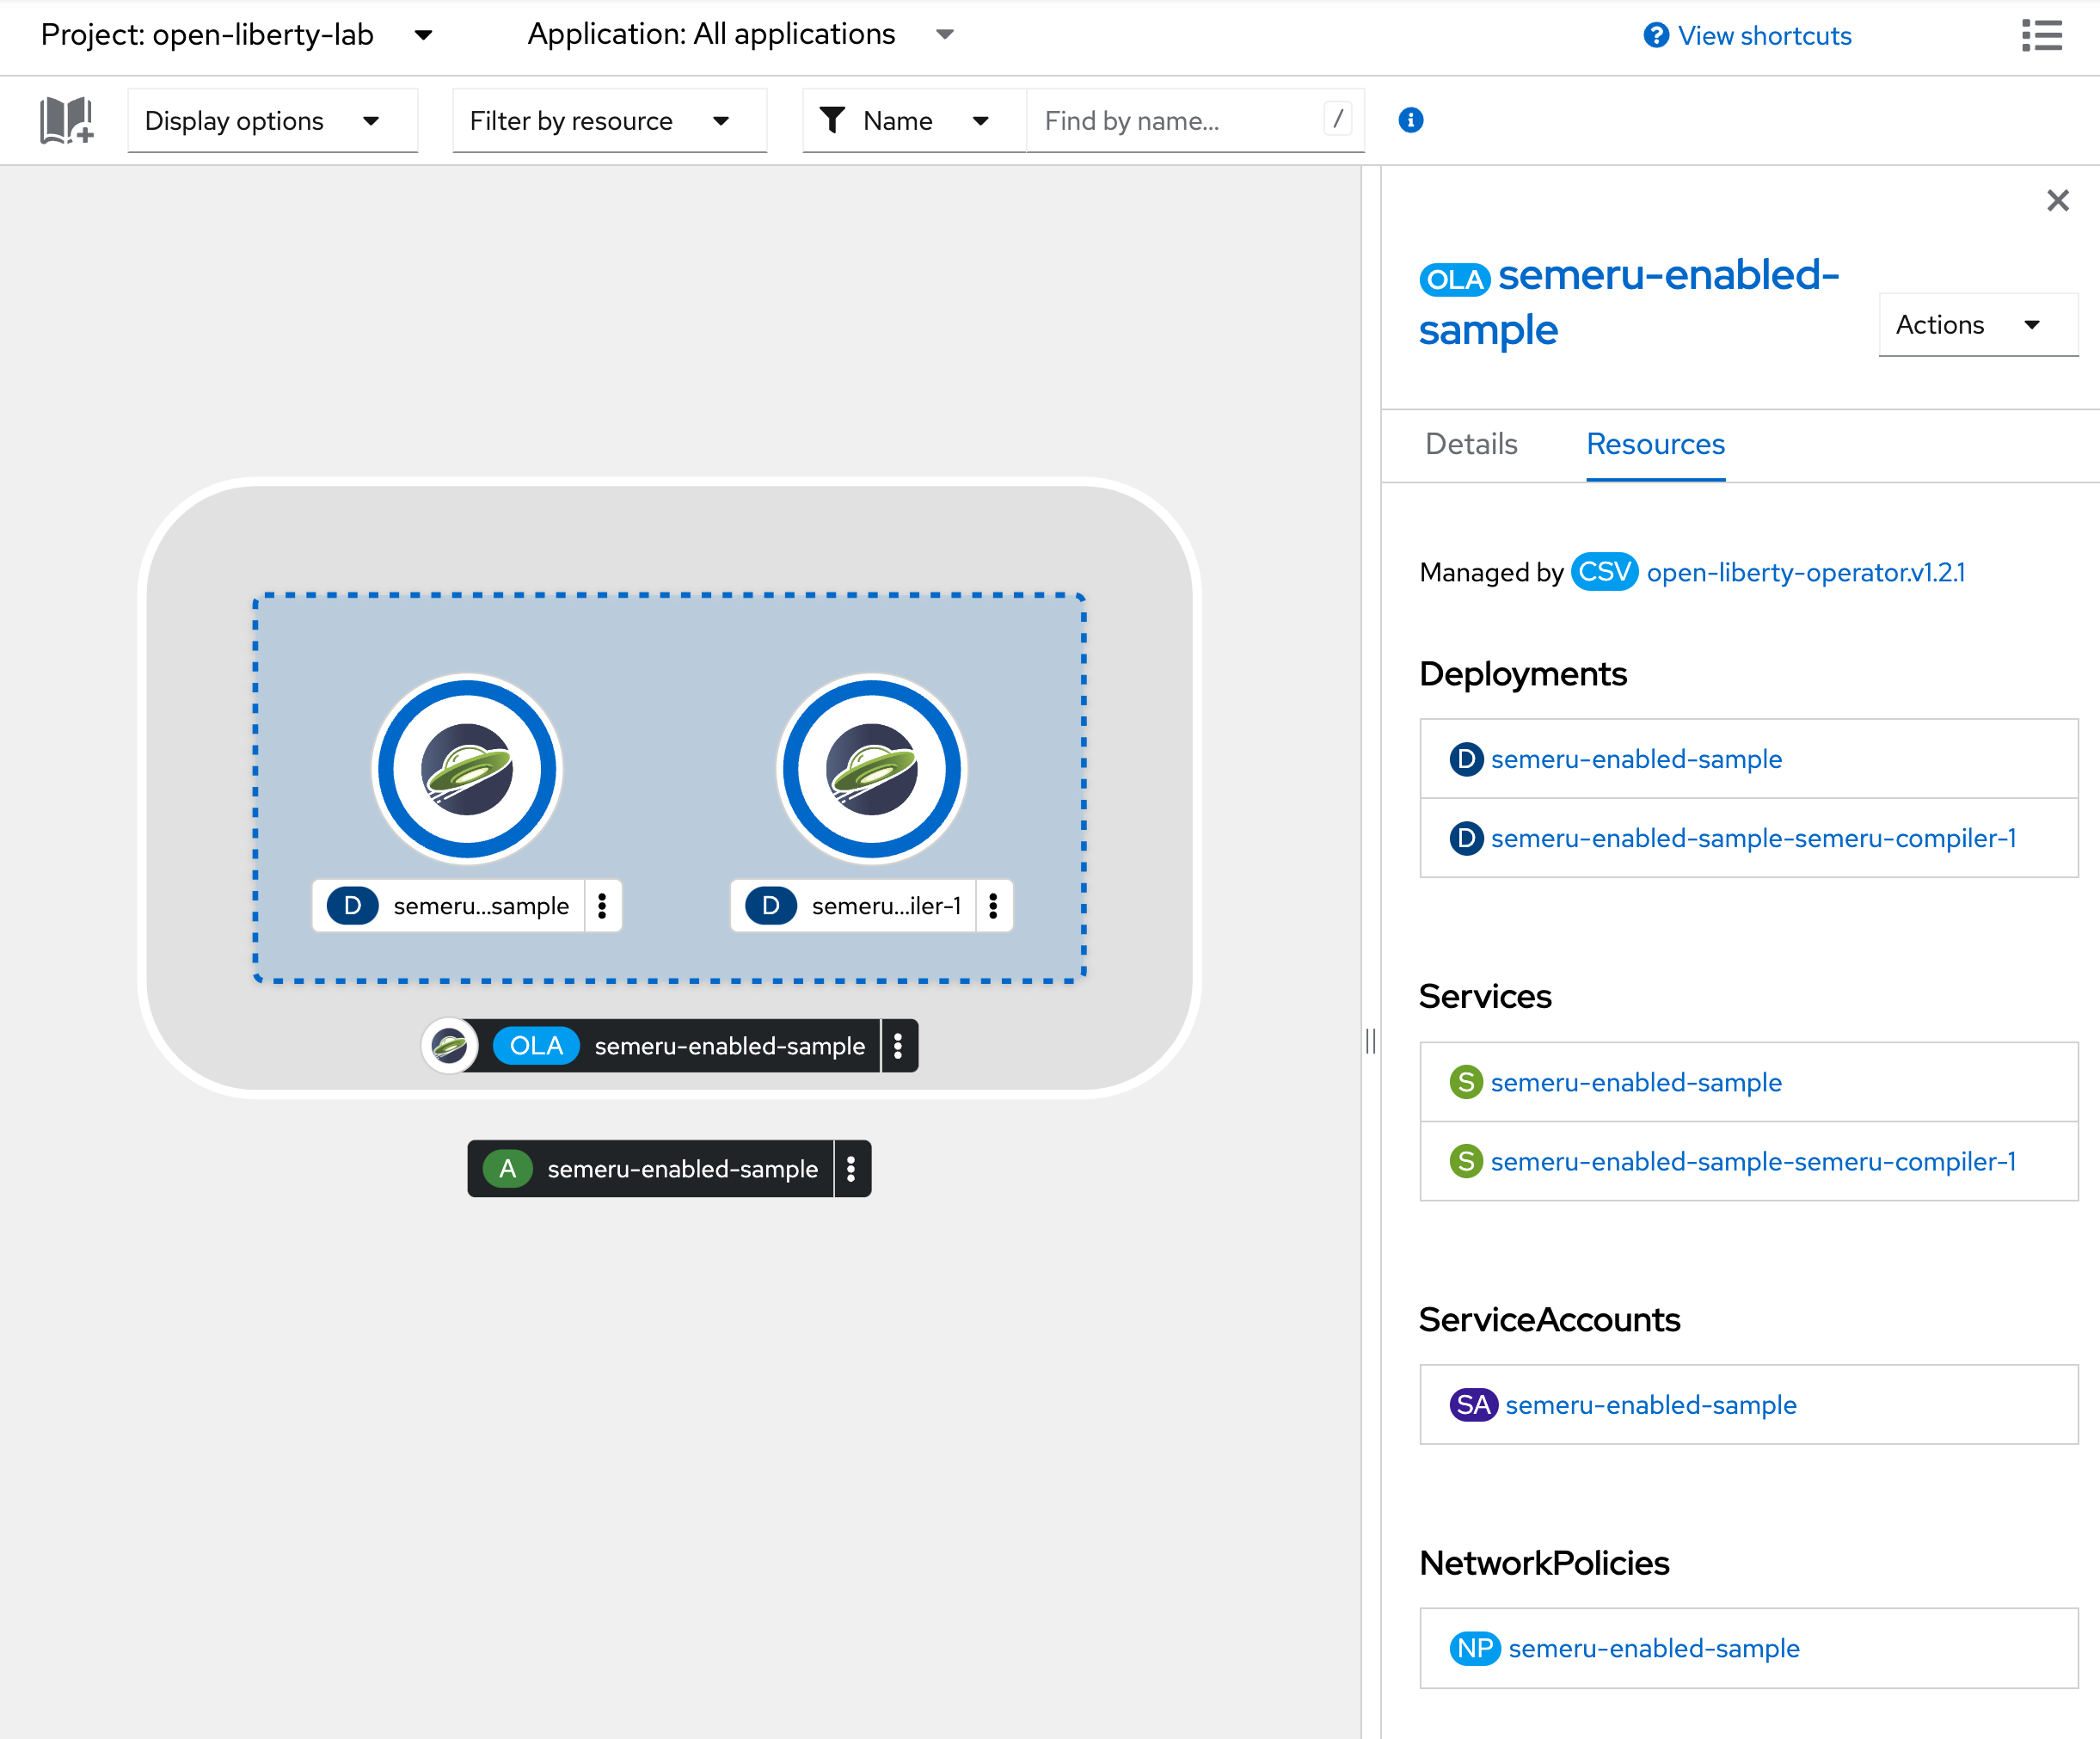 Project: open-liberty-lab
Application: All applications
View shortcuts
Display options
Filter by resource
Name
Find by name...
/
OLA semeru-enabled-
sample
Actions
Details
Resources
Managed by CSV open-liberty-operator.v1.2.1
Deployments
D semeru-enabled-sample
D semeru-enabled-sample-semeru-compiler-1
Services
S semeru-enabled-sample
S semeru-enabled-sample-semeru-compiler-1
ServiceAccounts
SA semeru-enabled-sample
NetworkPolicies
NP semeru-enabled-sample
D semeru...sample
D semeru...iler-1
OLA semeru-enabled-sample
A semeru-enabled-sample